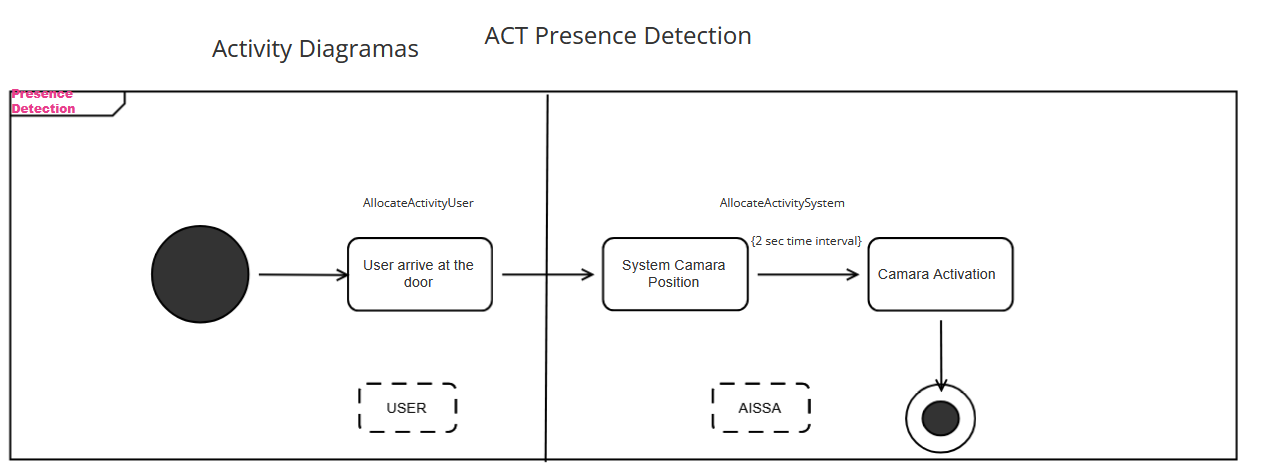 Activity Diagramas
ACT Presence Detection
Presence
Detection
AllocateActivityUser
AllocateActivitySystem
{2 sec time interval}
User arrive at the
door
System Camara
Position
Camara Activation
USER
AISSA